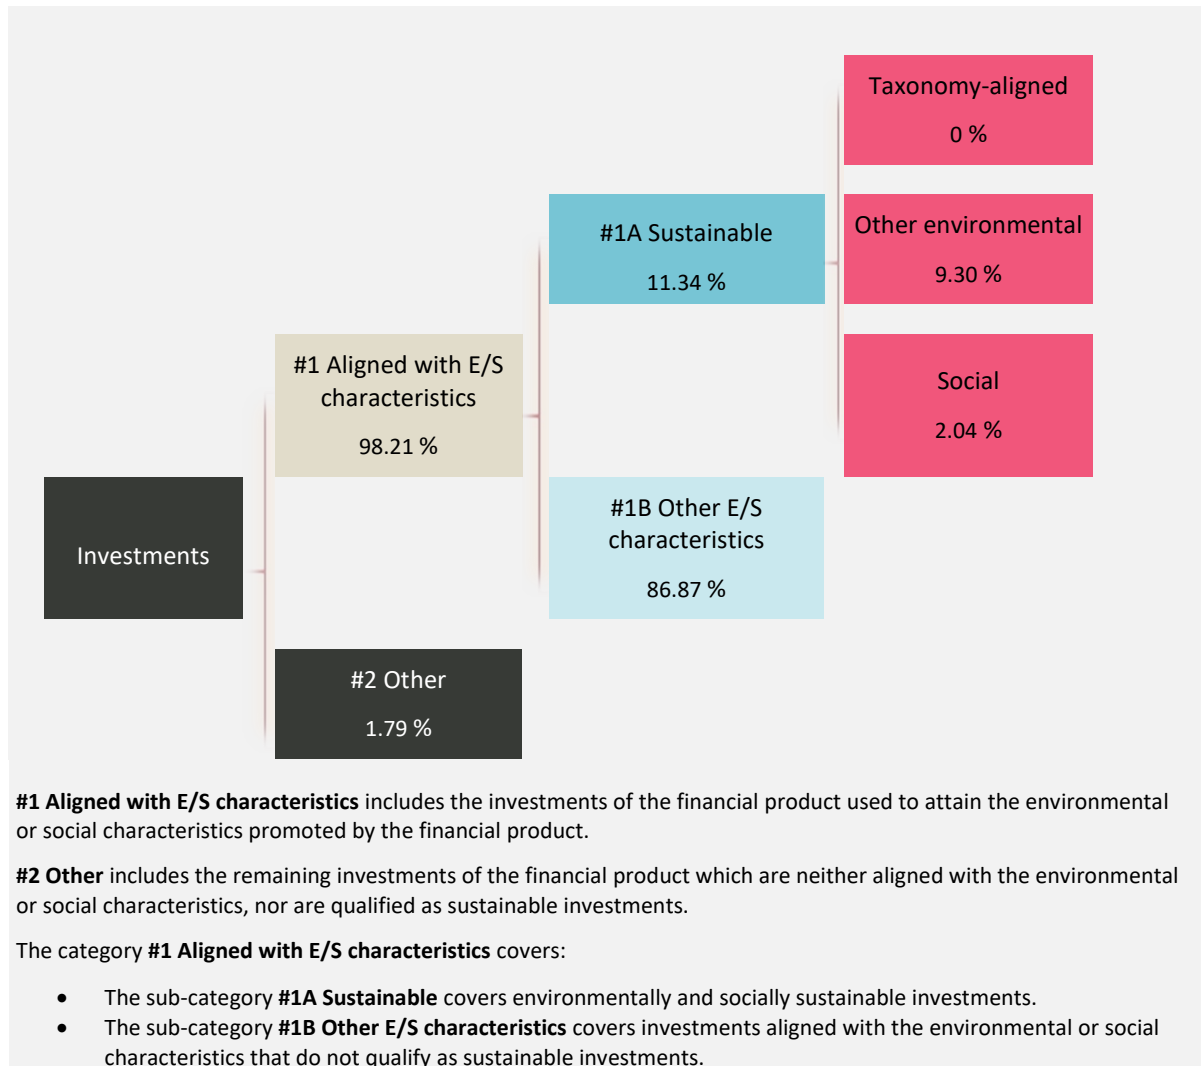 Taxonomy-aligned
0 %
#1A Sustainable
11.34 %
Other environmental
9.30 %
#1 Aligned with E/S
characteristics
98.21 %
Social
2.04 %
Investments
#1B Other E/S
characteristics
86.87 %
#2 Other
1.79 %
#1 Aligned with E/S characteristics includes the investments of the financial product used to attain the environmental
or social characteristics promoted by the financial product.
#2 Other includes the remaining investments of the financial product which are neither aligned with the environmental
or social characteristics, nor are qualified as sustainable investments.
The category #1 Aligned with E/S characteristics covers:
• The sub-category #1A Sustainable covers environmentally and socially sustainable investments.
• The sub-category #1B Other E/S characteristics covers investments aligned with the environmental or social
characteristics that do not qualify as sustainable investments.